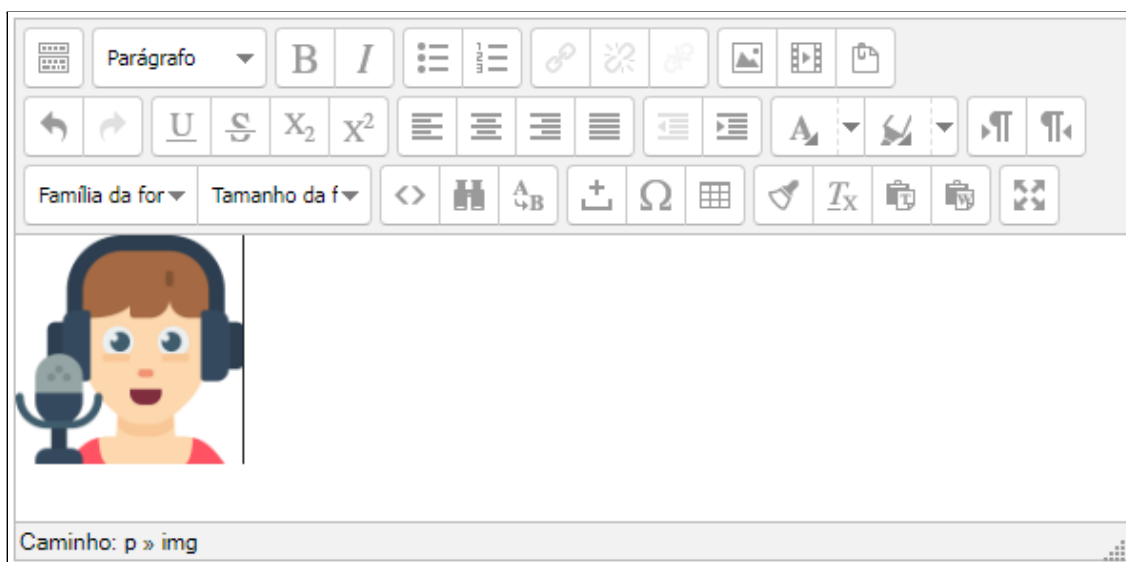 Parágrafo B I
U S X2 X² A
Família da for Tamanho da f <> A B Ω Tx T W
Caminho: p » img